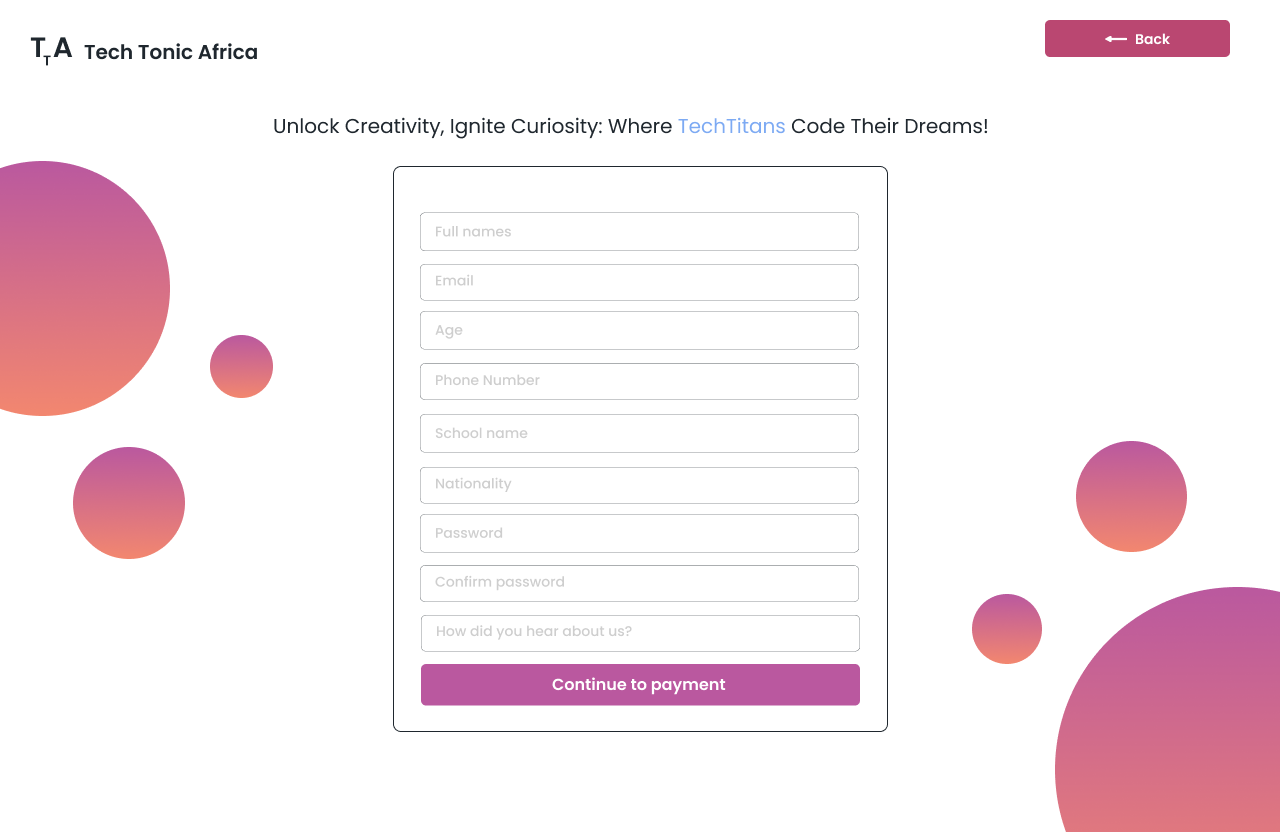 TTA Tech Tonic Africa
Back
Unlock Creativity, Ignite Curiosity: Where TechTitans Code Their Dreams!
Full names
Email
Age
Phone Number
School name
Nationality
Password
Confirm password
How did you hear about us?
Continue to payment